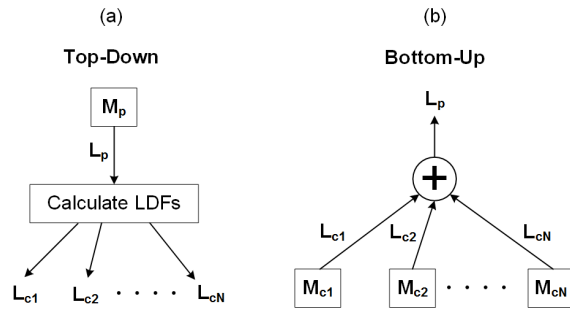 (a)
Top-Down
Mp
Lp
Calculate LDFs
Lc1 Lc2 · · · · LcN
(b)
Bottom-Up
Lp
+
Lc1 Lc2 LcN
Mc1 Mc2 · · · · McN